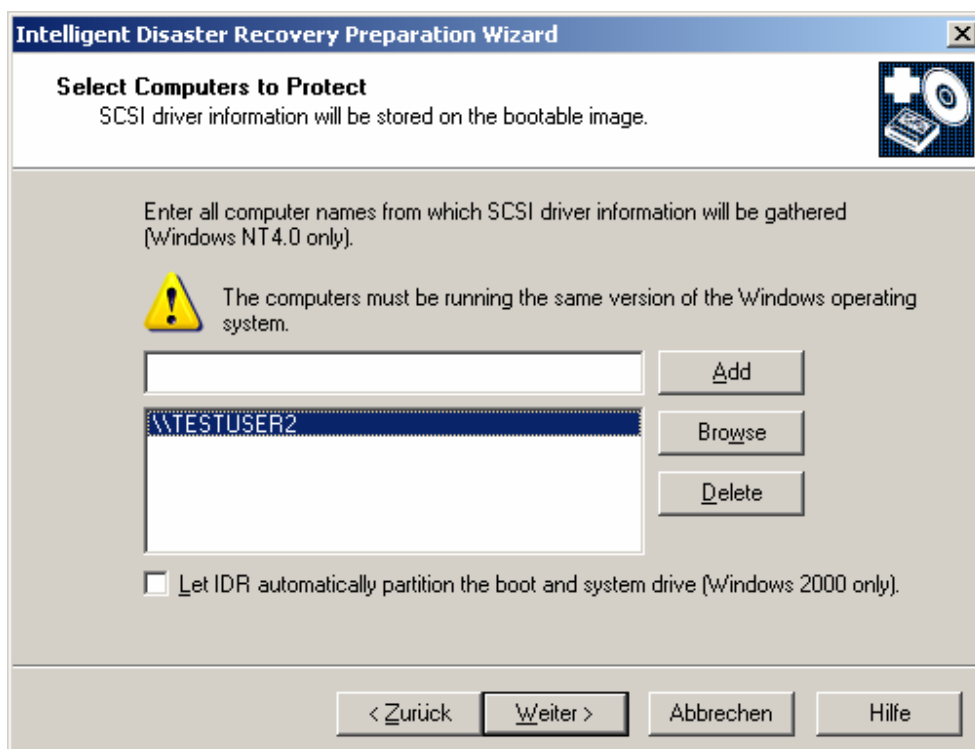 Intelligent Disaster Recovery Preparation Wizard
Select Computers to Protect
SCSI driver information will be stored on the bootable image.
Enter all computer names from which SCSI driver information will be gathered
(Windows NT4.0 only).
The computers must be running the same version of the Windows operating
system.
Add
\\TESTUSER2
Browse
Delete
Let IDR automatically partition the boot and system drive (Windows 2000 only).
< Zurück
Weiter >
Abbrechen
Hilfe